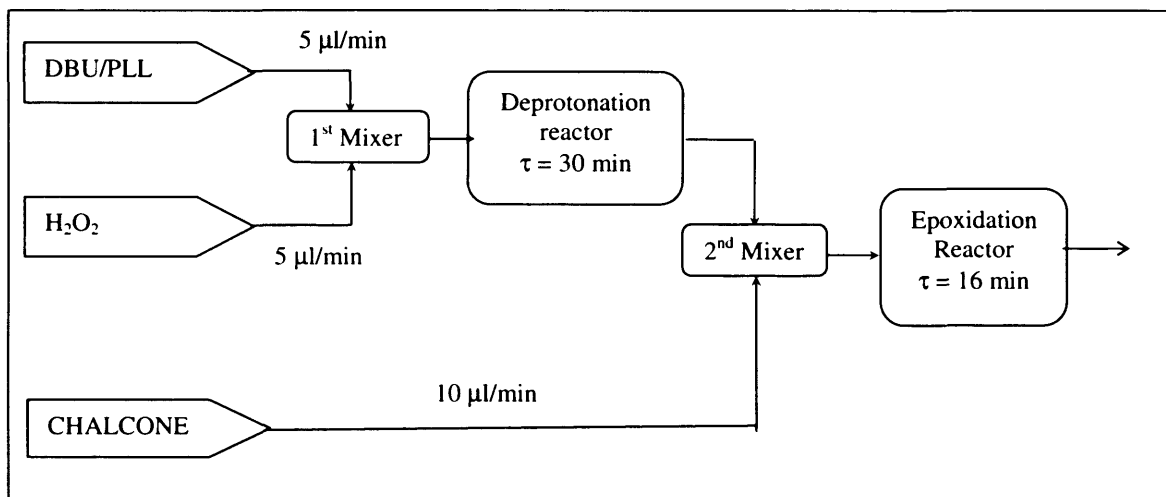 5 µl/min
DBU/PLL
1st Mixer
Deprotonation
reactor
τ = 30 min
H₂O₂
5 µl/min
2nd Mixer
Epoxidation
Reactor
τ = 16 min
10 µl/min
CHALCONE